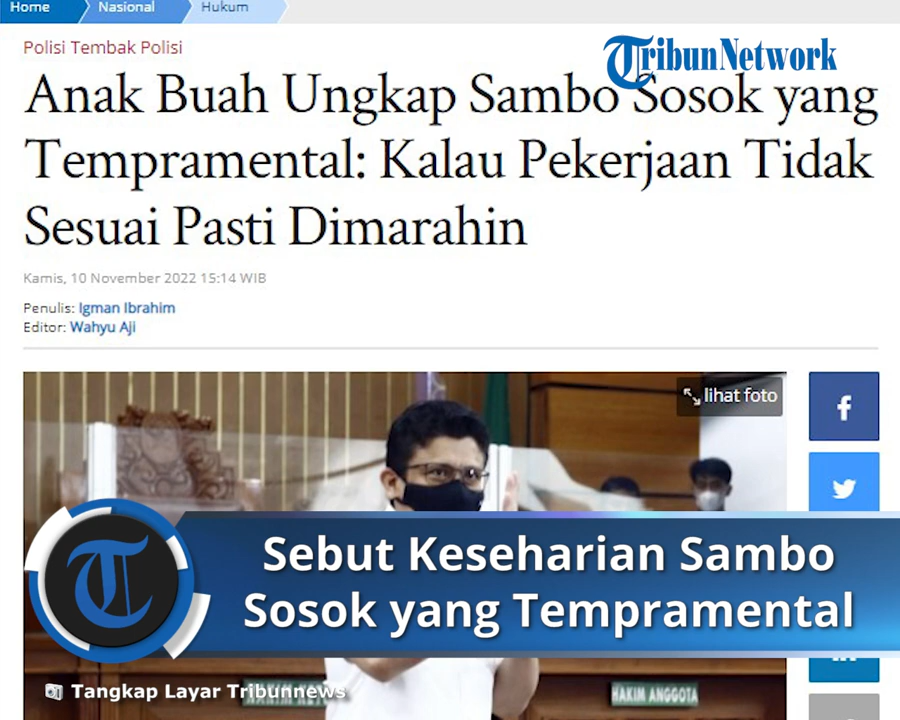 Home Nasional Hukum
Polisi Tembak Polisi
TribunNetwork
Anak Buah Ungkap Sambo Sosok yang
Tempramental: Kalau Pekerjaan Tidak
Sesuai Pasti Dimarahin
Kamis, 10 November 2022 15:14 WIB
Penulis: Igman Ibrahim
Editor: Wahyu Aji
lihat foto
Sebut Keseharian Sambo
Sosok yang Tempramental
Tangkap Layar Tribunnews
HAKIM ANGGOTA